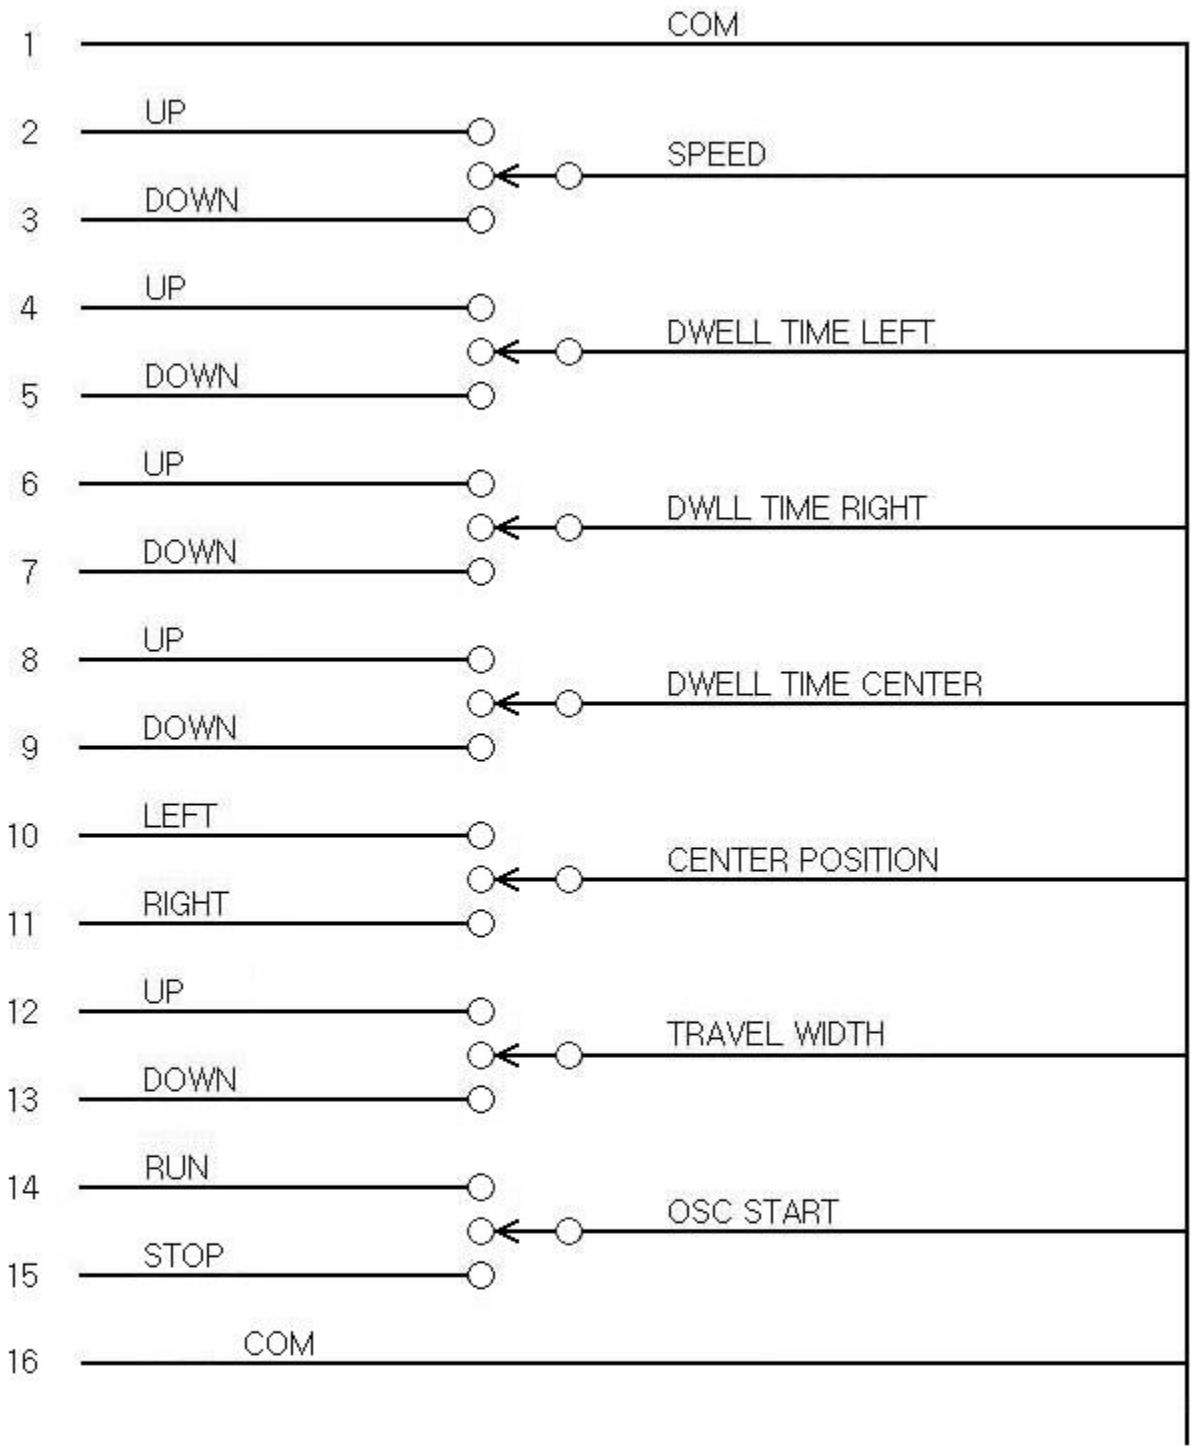 COM
1
UP
2
SPEED
DOWN
3
UP
4
DWELL TIME LEFT
DOWN
5
UP
6
DWLL TIME RIGHT
DOWN
7
UP
8
DWELL TIME CENTER
DOWN
9
LEFT
10
CENTER POSITION
RIGHT
11
UP
12
TRAVEL WIDTH
DOWN
13
RUN
14
OSC START
STOP
15
COM
16